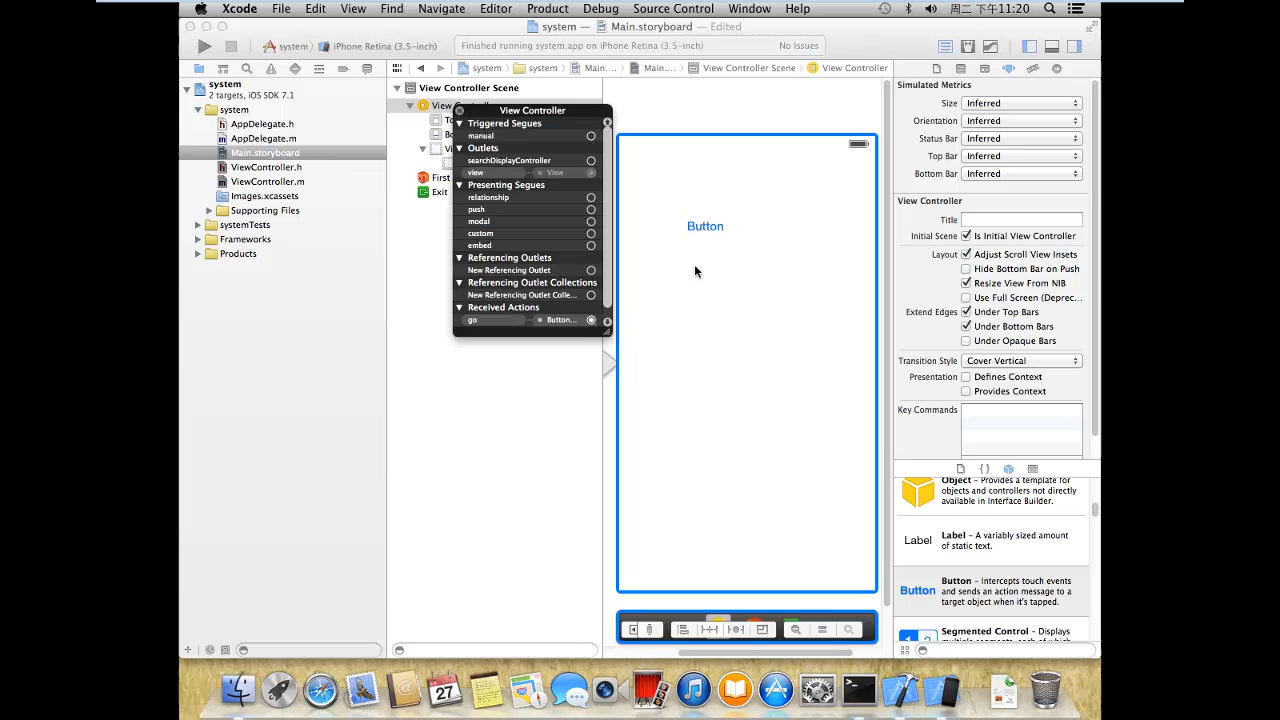 Xcode File Edit View Find Navigate Editor Product Debug Source Control Window Help 周二 下午11:20
system — Main.storyboard — Edited
system iPhone Retina (3.5-inch) Finished running system.app on iPhone Retina (3.5-inch) No Issues
system system Main.... Main.... View Controller Scene View Controller
system
2 targets, iOS SDK 7.1
system
AppDelegate.h
AppDelegate.m
Main.storyboard
ViewController.h
ViewController.m
Images.xcassets
Supporting Files
systemTests
Frameworks
Products
View Controller Scene
First
Exit
View Controller
Triggered Segues
manual
Outlets
searchDisplayController
view View
Presenting Segues
relationship
push
modal
custom
embed
Referencing Outlets
New Referencing Outlet
Referencing Outlet Collections
New Referencing Outlet Colle...
Received Actions
go Button...
Button
Simulated Metrics
Size Inferred
Orientation Inferred
Status Bar Inferred
Top Bar Inferred
Bottom Bar Inferred
View Controller
Title
Initial Scene Is Initial View Controller
Layout Adjust Scroll View Insets
Hide Bottom Bar on Push
Resize View From NIB
Use Full Screen (Deprec...
Extend Edges Under Top Bars
Under Bottom Bars
Under Opaque Bars
Transition Style Cover Vertical
Presentation Defines Context
Provides Context
Key Commands
Object - Provides a template for
objects and controllers not directly
available in Interface Builder.
Label Label - A variably sized amount
of static text.
Button Button - Intercepts touch events
and sends an action message to a
target object when it's tapped.
1 2 Segmented Control - Displays
27